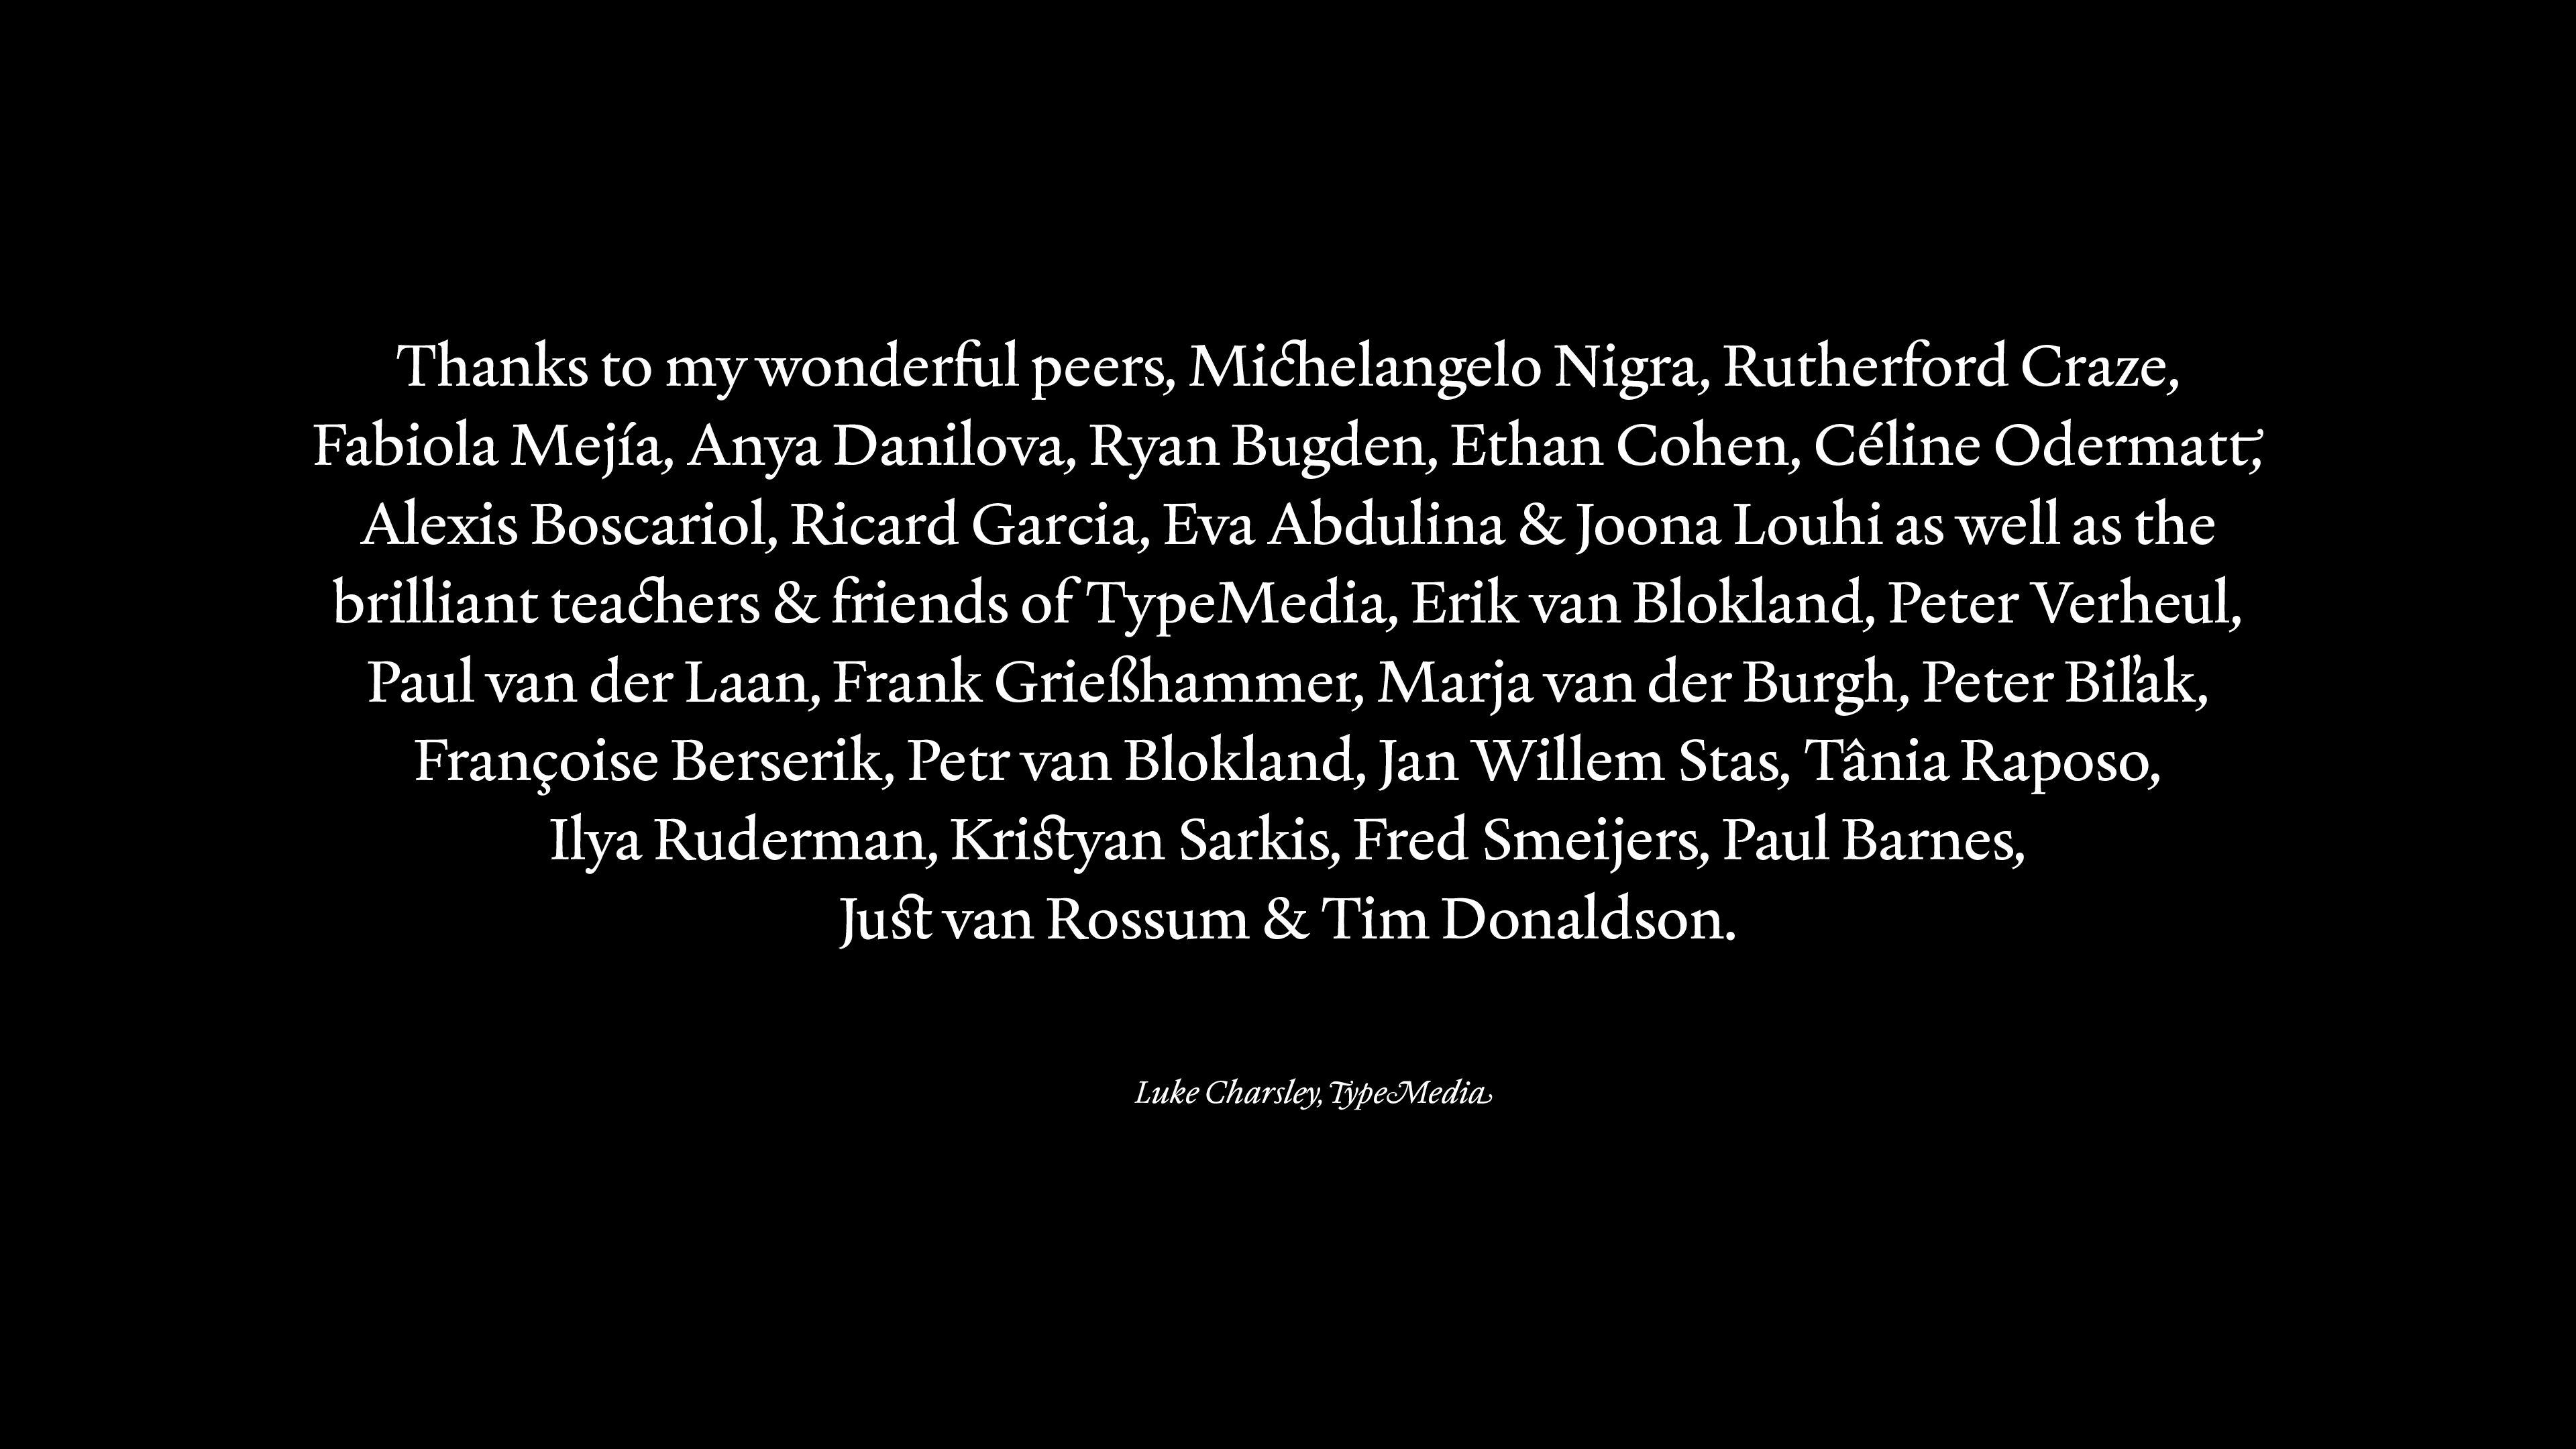 Thanks to my wonderful peers, Michelangelo Nigra, Rutherford Craze,
Fabiola Mejía, Anya Danilova, Ryan Bugden, Ethan Cohen, Céline Odermatt,
Alexis Boscariol, Ricard Garcia, Eva Abdulina & Joona Louhi as well as the
brilliant teachers & friends of TypeMedia, Erik van Blokland, Peter Verheul,
Paul van der Laan, Frank Grießhammer, Marja van der Burgh, Peter Biľak,
Françoise Berserik, Petr van Blokland, Jan Willem Stas, Tânia Raposo,
Ilya Ruderman, Kristyan Sarkis, Fred Smeijers, Paul Barnes,
Just van Rossum & Tim Donaldson.
Luke Charsley, TypeMedia